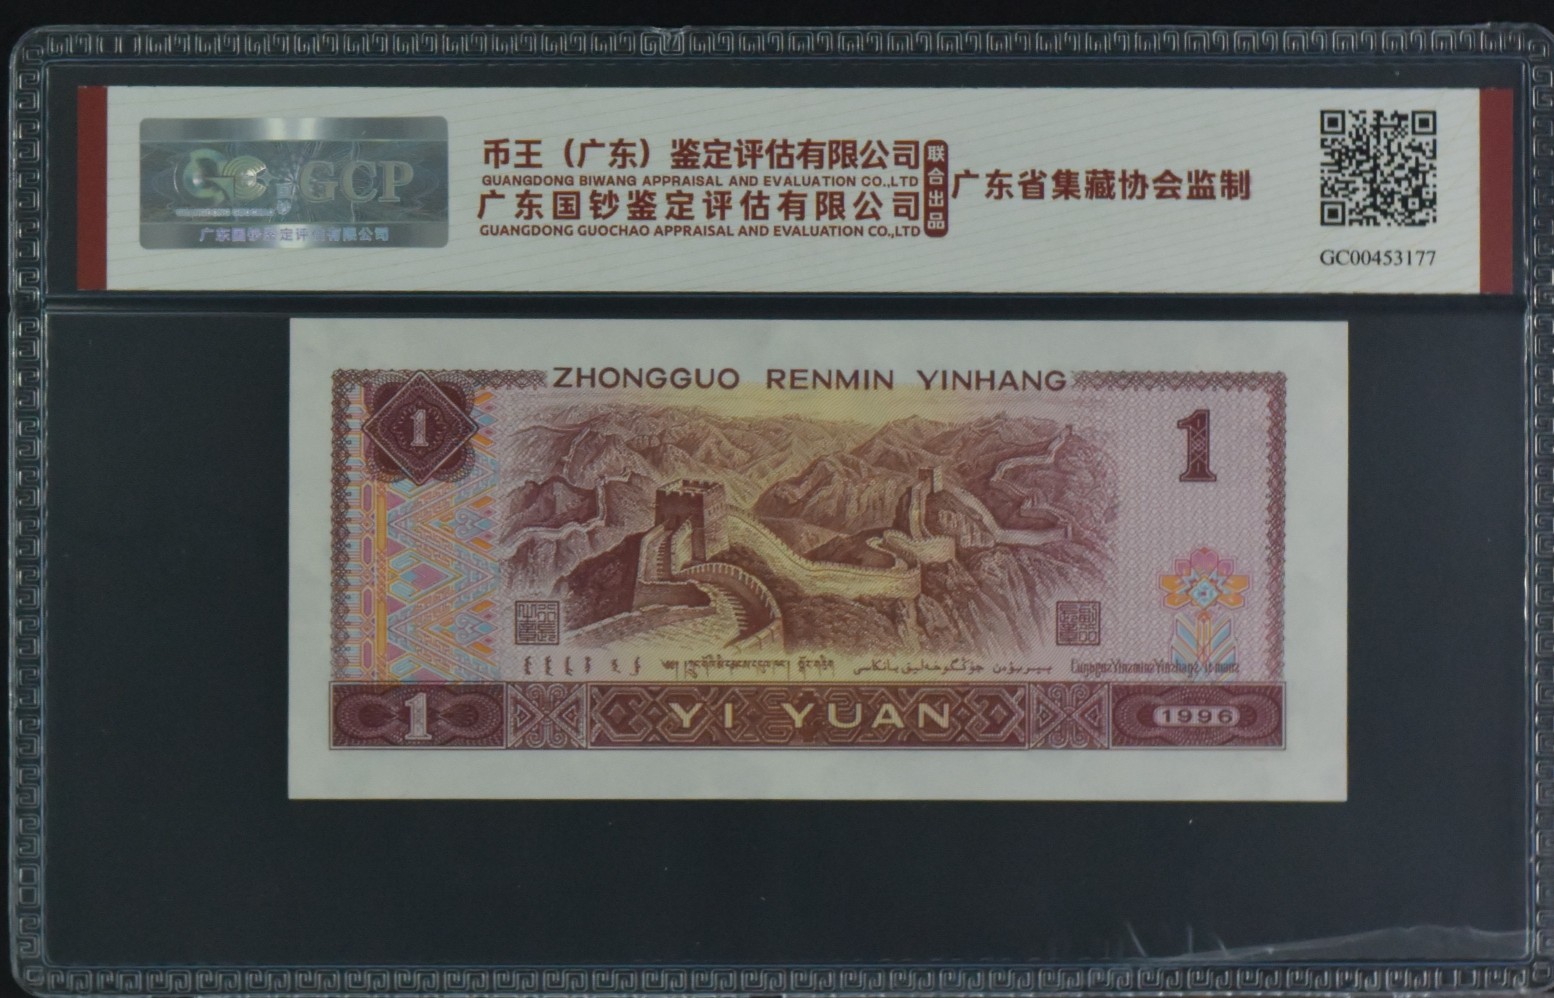 GCP
广东国钞鉴定评估有限公司
币王（广东）鉴定评估有限公司
GUANGDONG BIWANG APPRAISAL AND EVALUATION CO.,LTD
广东国钞鉴定评估有限公司
GUANGDONG GUOCHAO APPRAISAL AND EVALUATION CO.,LTD
联合出品
广东省集藏协会监制
GC00453177
ZHONGGUO RENMIN YINHANG
1
1
1
YI YUAN
1996